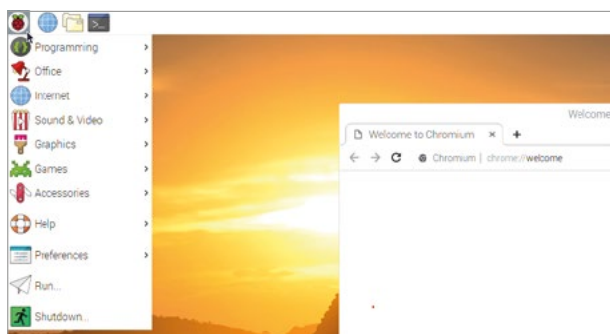 Programming
Office
Internet
Sound & Video
Graphics
Games
Accessories
Help
Preferences
Run...
Shutdown...
Welcome
Welcome to Chromium
Chromium | chrome://welcome